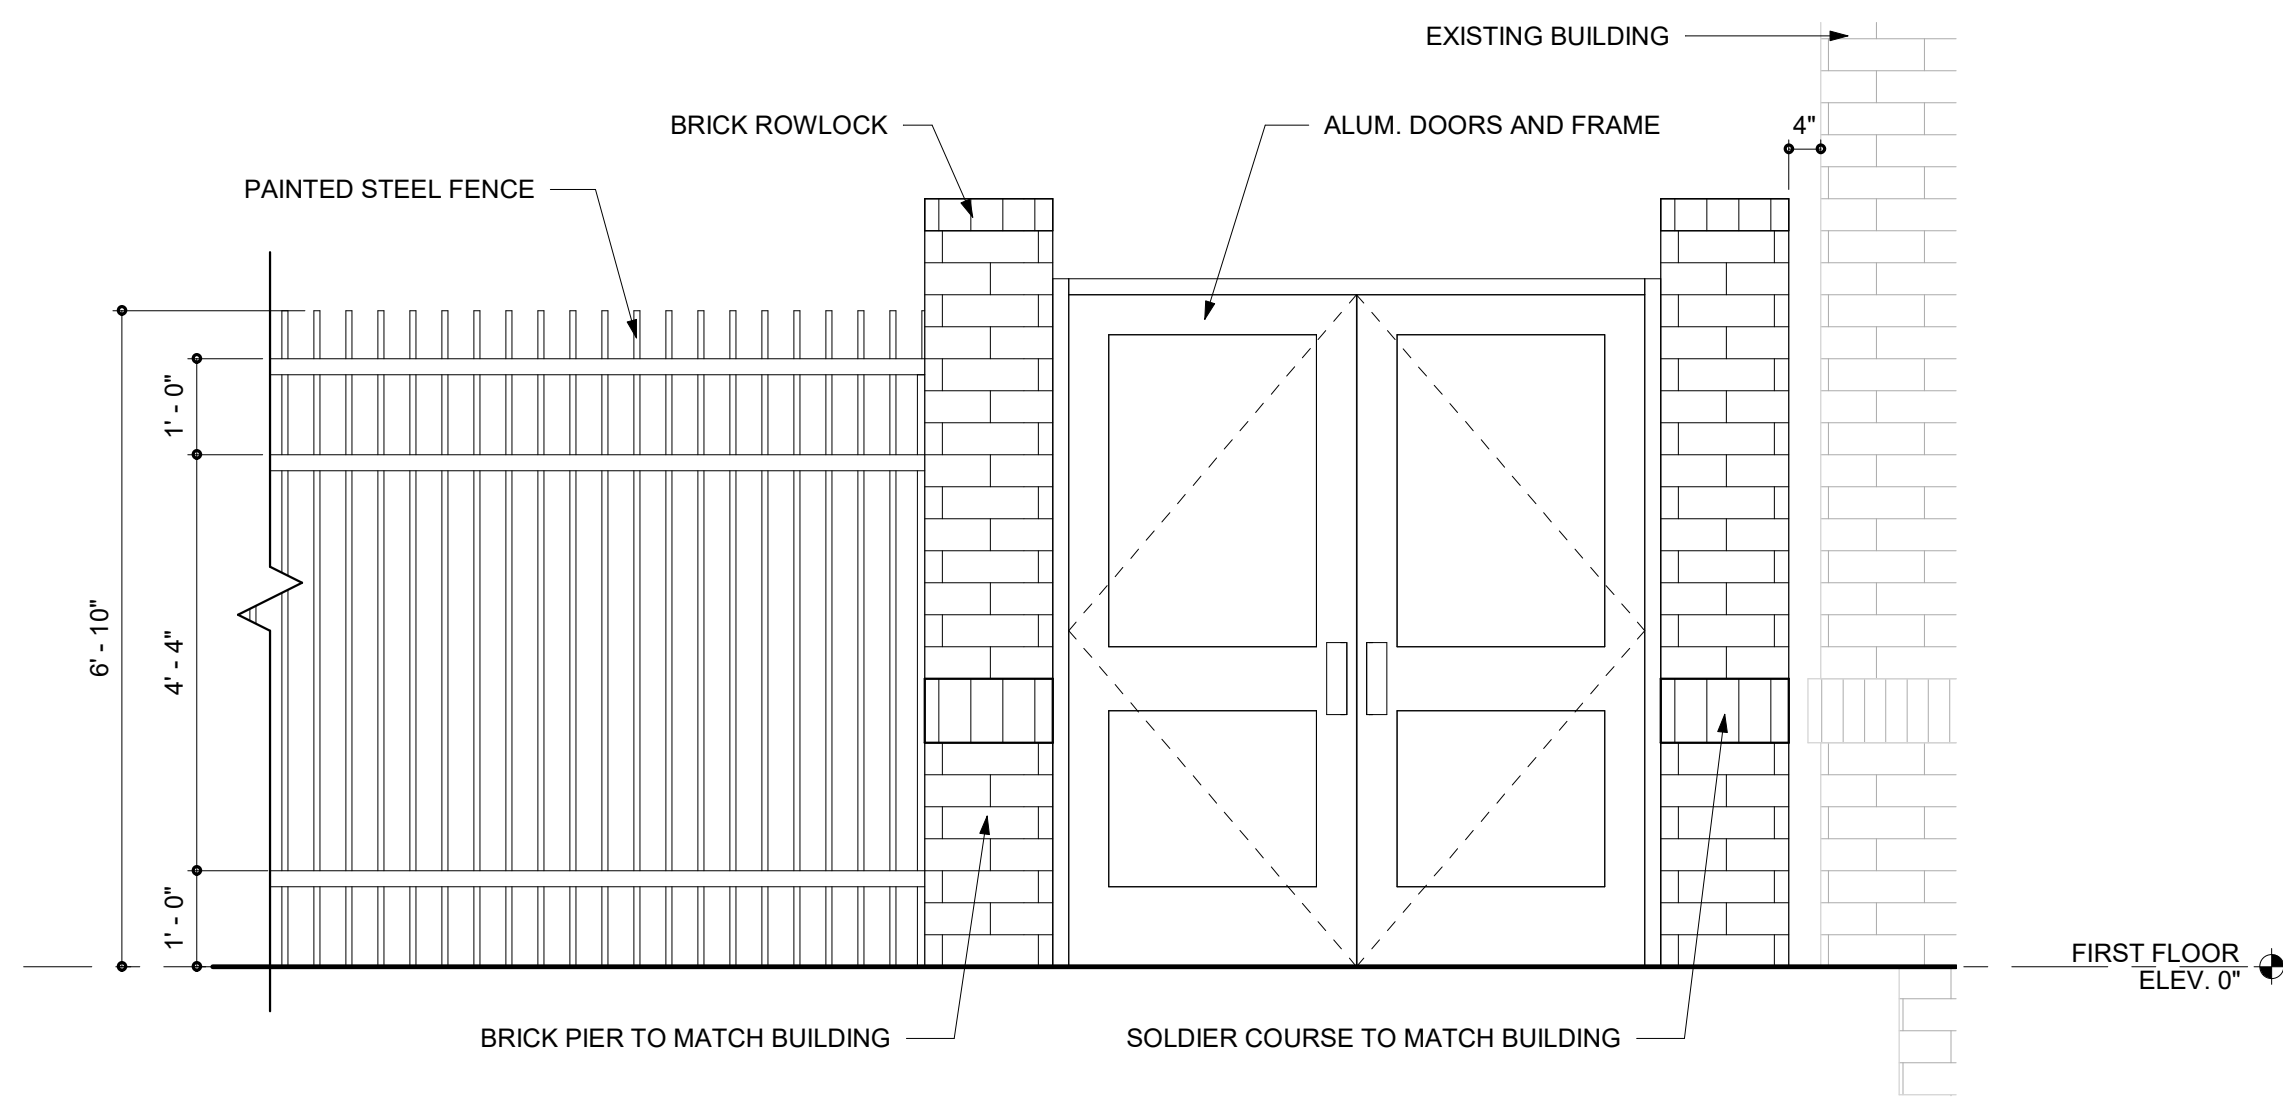 EXISTING BUILDING
BRICK ROWLOCK
ALUM. DOORS AND FRAME
4"
PAINTED STEEL FENCE
1' - 0"
6' - 10"
4' - 4"
1' - 0"
FIRST FLOOR
ELEV. 0"
BRICK PIER TO MATCH BUILDING
SOLDIER COURSE TO MATCH BUILDING